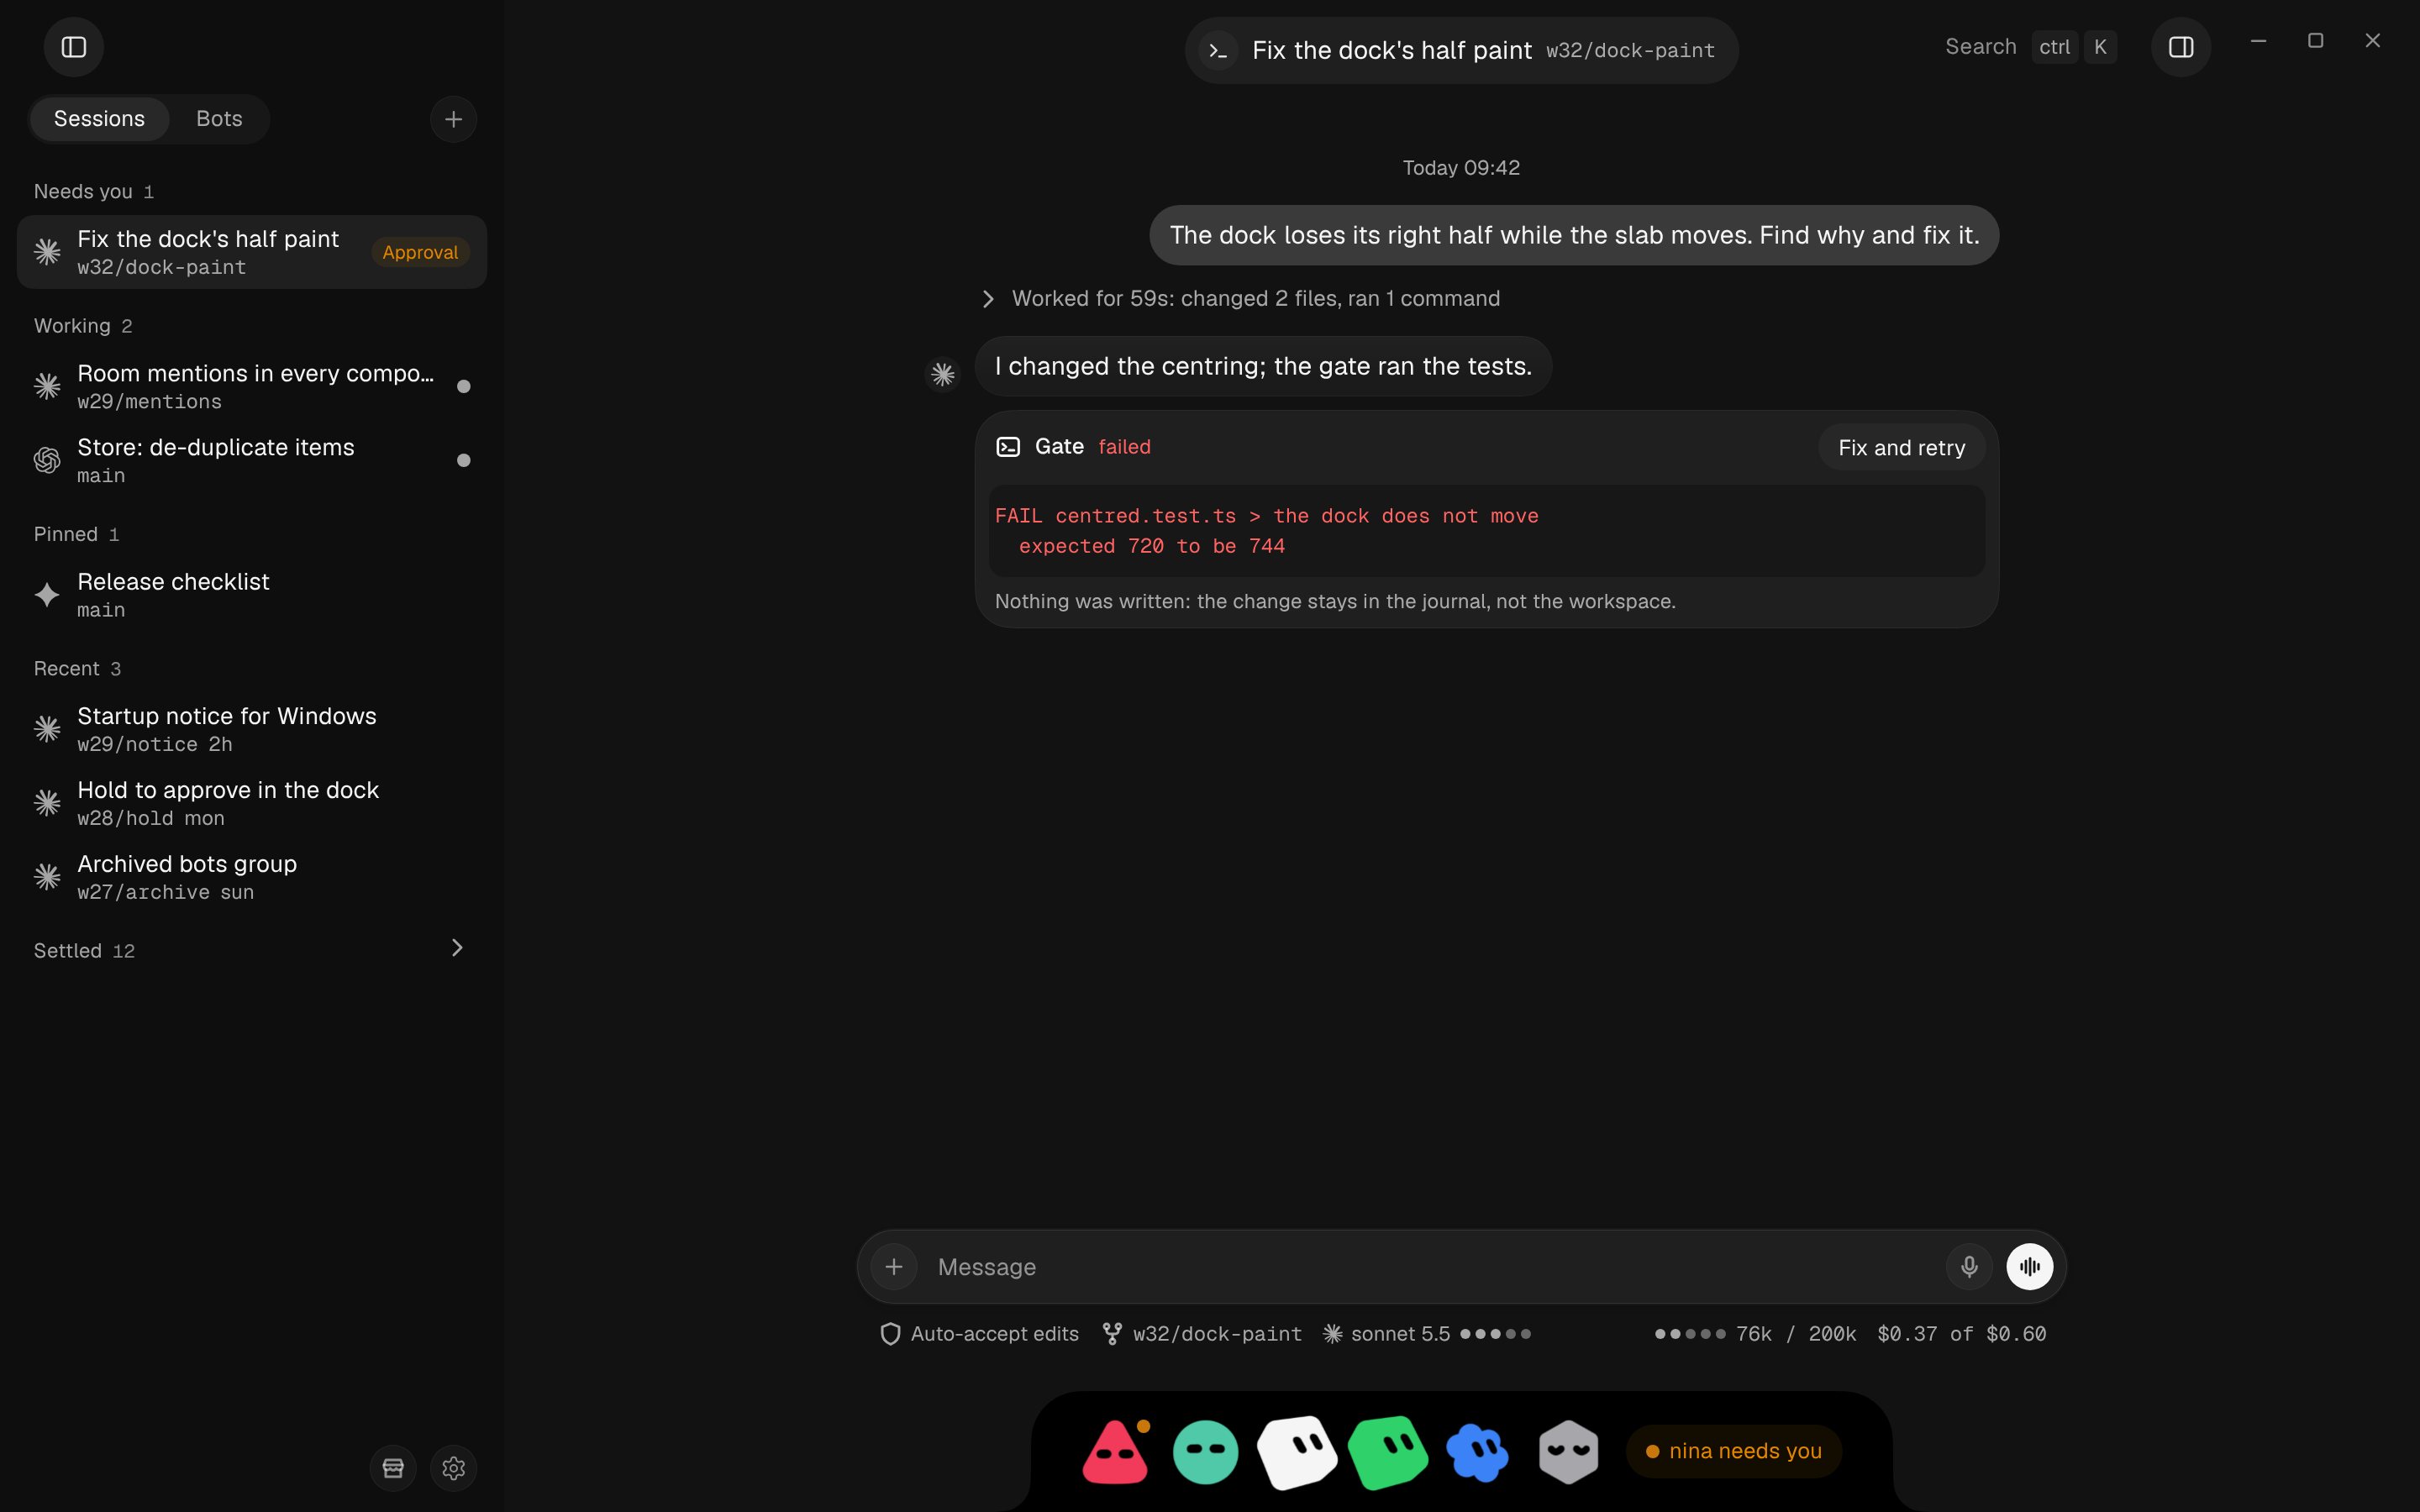 Fix the dock's half paint w32/dock-paint
Search ctrl K
Sessions Bots
Needs you 1
Fix the dock's half paint
w32/dock-paint
Approval
Working 2
Room mentions in every compo…
w29/mentions
Store: de-duplicate items
main
Pinned 1
Release checklist
main
Recent 3
Startup notice for Windows
w29/notice 2h
Hold to approve in the dock
w28/hold mon
Archived bots group
w27/archive sun
Settled 12
Today 09:42
The dock loses its right half while the slab moves. Find why and fix it.
Worked for 59s: changed 2 files, ran 1 command
I changed the centring; the gate ran the tests.
Gate failed
Fix and retry
FAIL centred.test.ts > the dock does not move
expected 720 to be 744
Nothing was written: the change stays in the journal, not the workspace.
Message
Auto-accept edits w32/dock-paint sonnet 5.5 76k / 200k $0.37 of $0.60
nina needs you